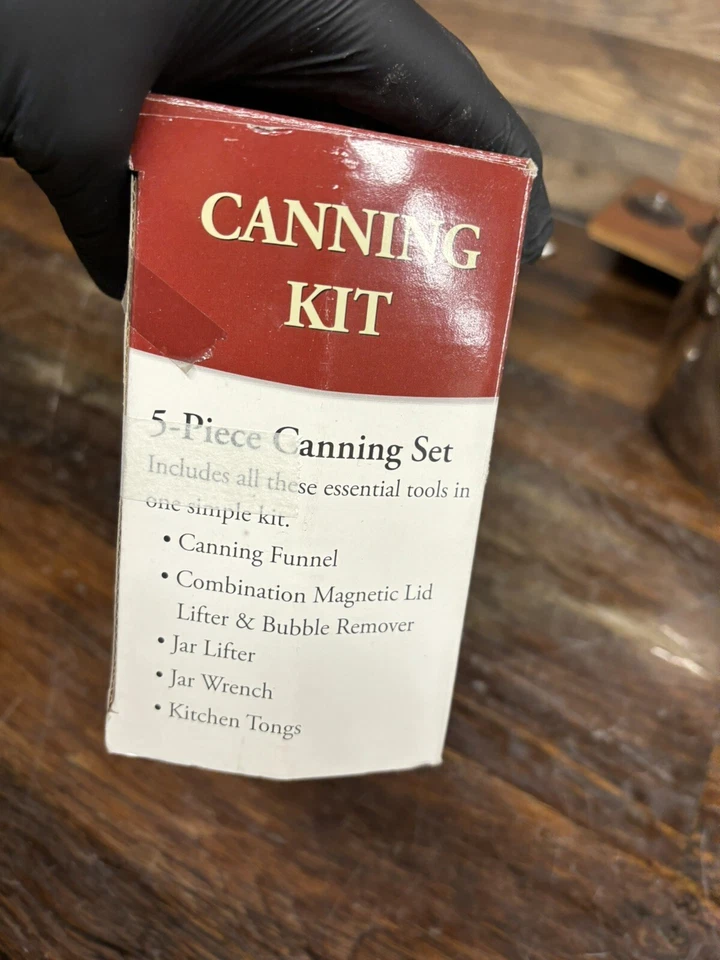 CANNING
KIT
5-Piece Canning Set
Includes all these essential tools in
one simple kit.
• Canning Funnel
• Combination Magnetic Lid
Lifter & Bubble Remover
• Jar Lifter
• Jar Wrench
• Kitchen Tongs